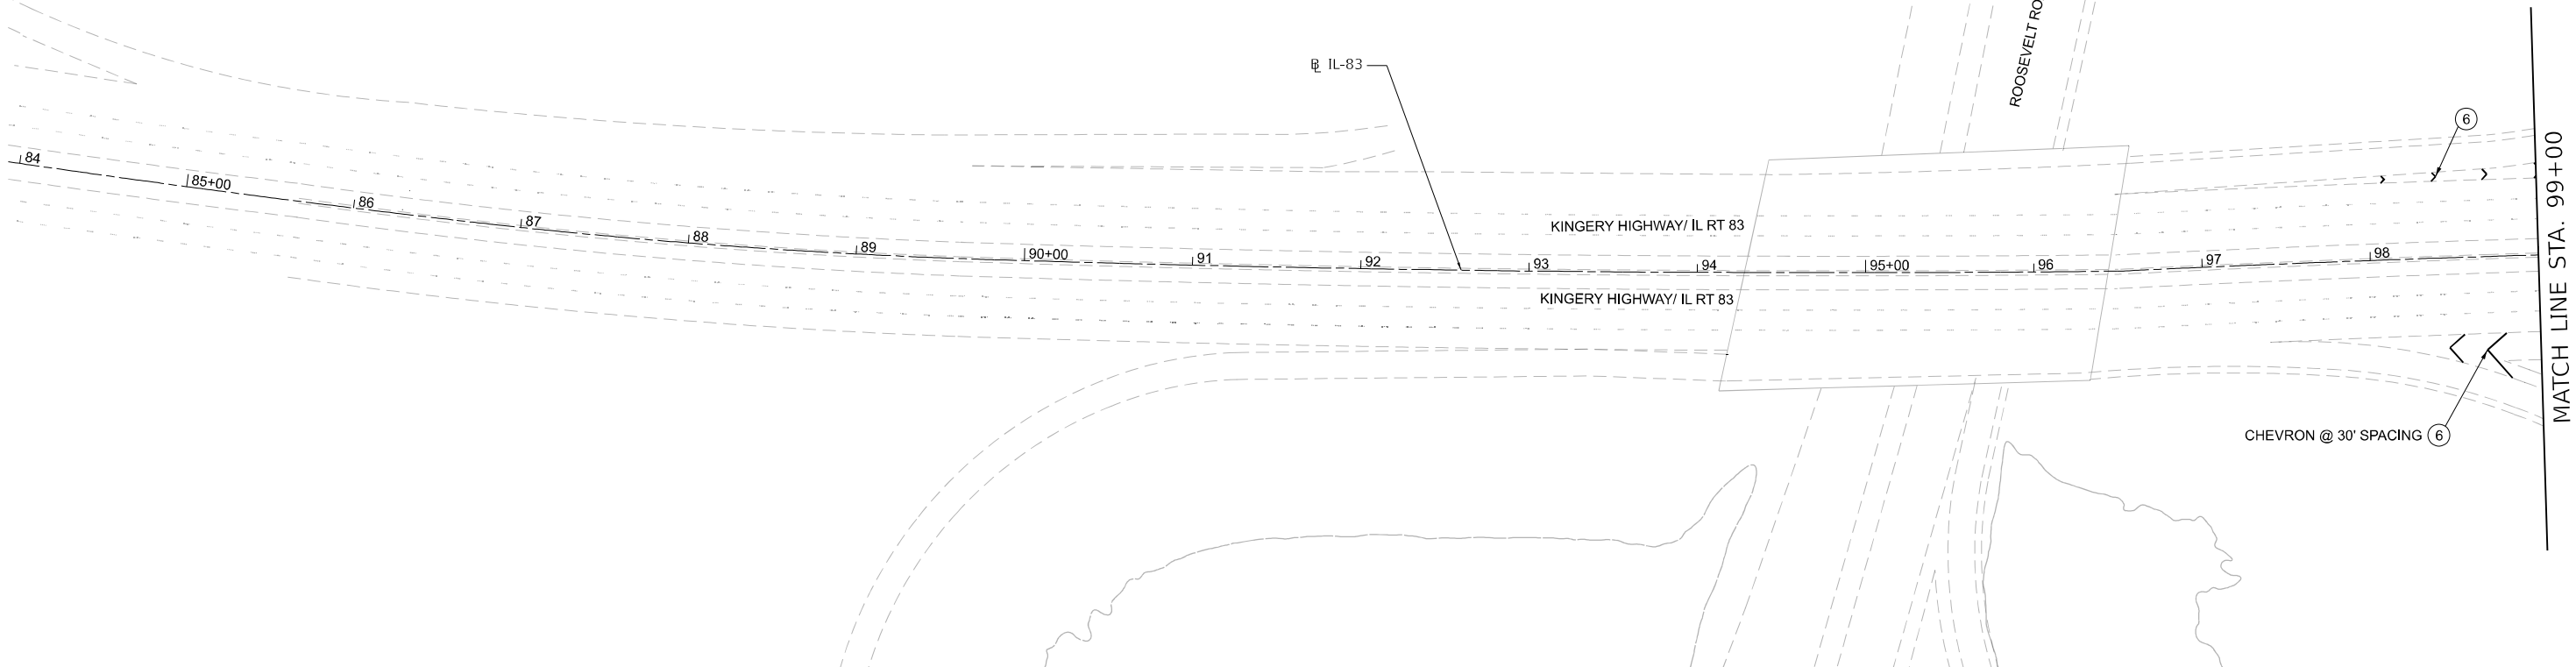 ROOSEVELT RO
℄ IL-83
6
84
85+00
86
87
88
89
90+00
91
92
93
94
95+00
96
97
98
KINGERY HIGHWAY/ IL RT 83
KINGERY HIGHWAY/ IL RT 83
CHEVRON @ 30' SPACING 6
MATCH LINE STA. 99+00